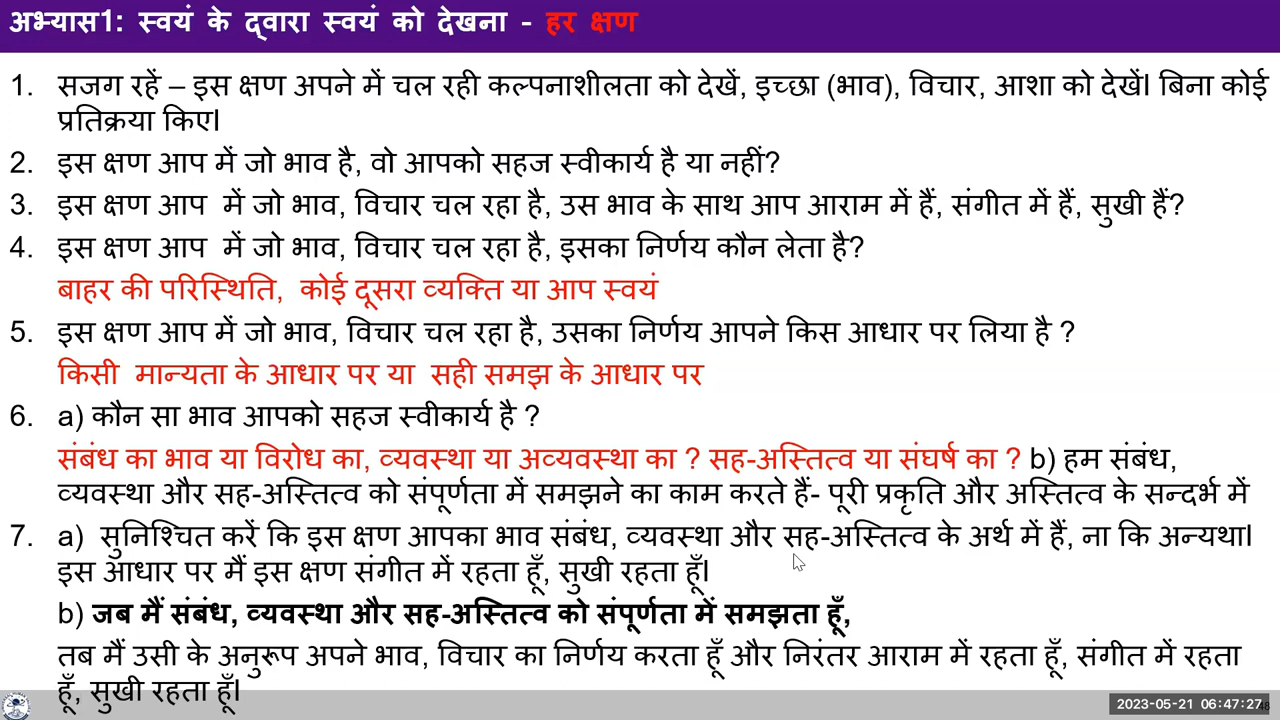 अभ्यास1: स्वयं के द्वारा स्वयं को देखना - हर क्षण
1. सजग रहें – इस क्षण अपने में चल रही कल्पनाशीलता को देखें, इच्छा (भाव), विचार, आशा को देखें। बिना कोई
प्रतिक्रया किए।
2. इस क्षण आप में जो भाव है, वो आपको सहज स्वीकार्य है या नहीं?
3. इस क्षण आप में जो भाव, विचार चल रहा है, उस भाव के साथ आप आराम में हैं, संगीत में हैं, सुखी हैं?
4. इस क्षण आप में जो भाव, विचार चल रहा है, इसका निर्णय कौन लेता है?
बाहर की परिस्थिति, कोई दूसरा व्यक्ति या आप स्वयं
5. इस क्षण आप में जो भाव, विचार चल रहा है, उसका निर्णय आपने किस आधार पर लिया है ?
किसी मान्यता के आधार पर या सही समझ के आधार पर
6. a) कौन सा भाव आपको सहज स्वीकार्य है ?
संबंध का भाव या विरोध का, व्यवस्था या अव्यवस्था का ? सह-अस्तित्व या संघर्ष का ? b) हम संबंध,
व्यवस्था और सह-अस्तित्व को संपूर्णता में समझने का काम करते हैं- पूरी प्रकृति और अस्तित्व के सन्दर्भ में
7. a) सुनिश्चित करें कि इस क्षण आपका भाव संबंध, व्यवस्था और सह-अस्तित्व के अर्थ में हैं, ना कि अन्यथा।
इस आधार पर मैं इस क्षण संगीत में रहता हूँ, सुखी रहता हूँ।
b) जब मैं संबंध, व्यवस्था और सह-अस्तित्व को संपूर्णता में समझता हूँ,
तब मैं उसी के अनुरूप अपने भाव, विचार का निर्णय करता हूँ और निरंतर आराम में रहता हूँ, संगीत में रहता
हूँ, सुखी रहता हूँ।
2023-05-21 06:47:27